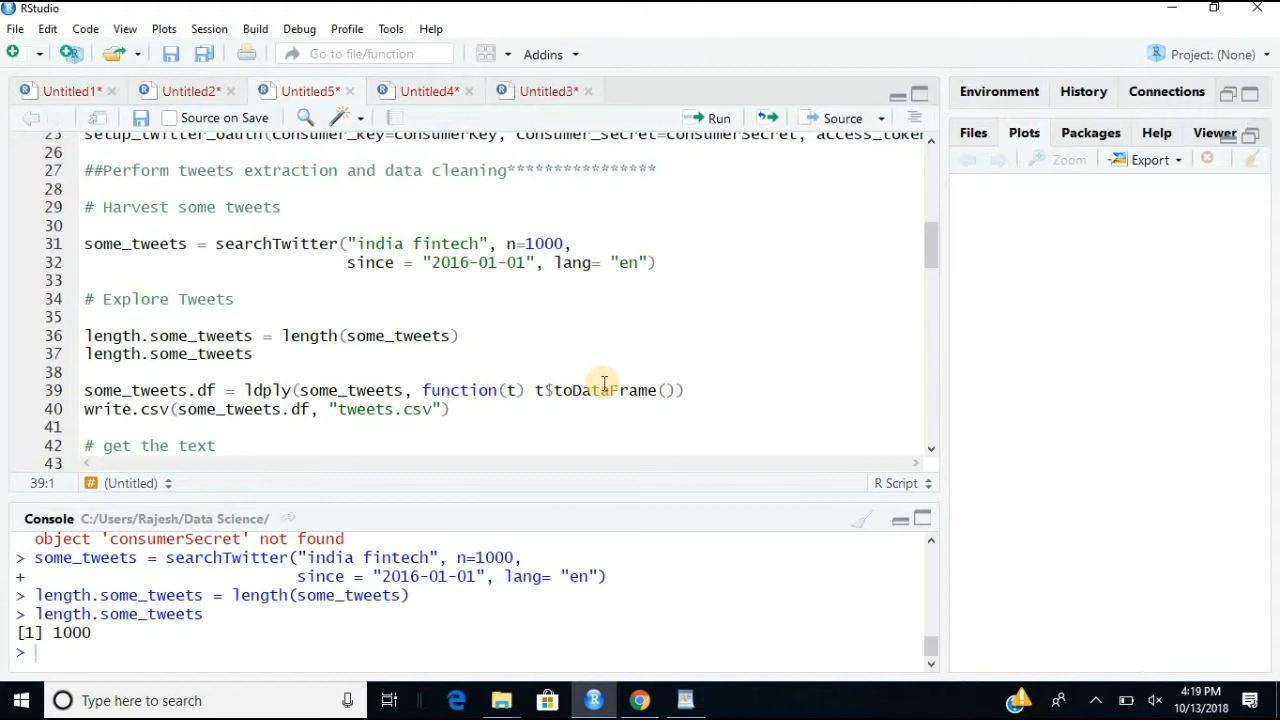 RStudio
File Edit Code View Plots Session Build Debug Profile Tools Help
Go to file/function Addins Project: (None)
Untitled1* Untitled2* Untitled5* Untitled4* Untitled3*
Environment History Connections
Source on Save Run Source
Files Plots Packages Help Viewer
Zoom Export
25 setup_twitter_oauth(consumer_key=consumerKey, consumer_secret=consumerSecret, access_token
26
27 ##Perform tweets extraction and data cleaning****************
28
29 # Harvest some tweets
30
31 some_tweets = searchTwitter("india fintech", n=1000,
32 since = "2016-01-01", lang= "en")
33
34 # Explore Tweets
35
36 length.some_tweets = length(some_tweets)
37 length.some_tweets
38
39 some_tweets.df = ldply(some_tweets, function(t) t$toDataFrame())
40 write.csv(some_tweets.df, "tweets.csv")
41
42 # get the text
43
39:1 # (Untitled) R Script
Console C:/Users/Rajesh/Data Science/
object 'consumerSecret' not found
> some_tweets = searchTwitter("india fintech", n=1000,
+ since = "2016-01-01", lang= "en")
> length.some_tweets = length(some_tweets)
> length.some_tweets
[1] 1000
>
Type here to search
4:19 PM
10/13/2018